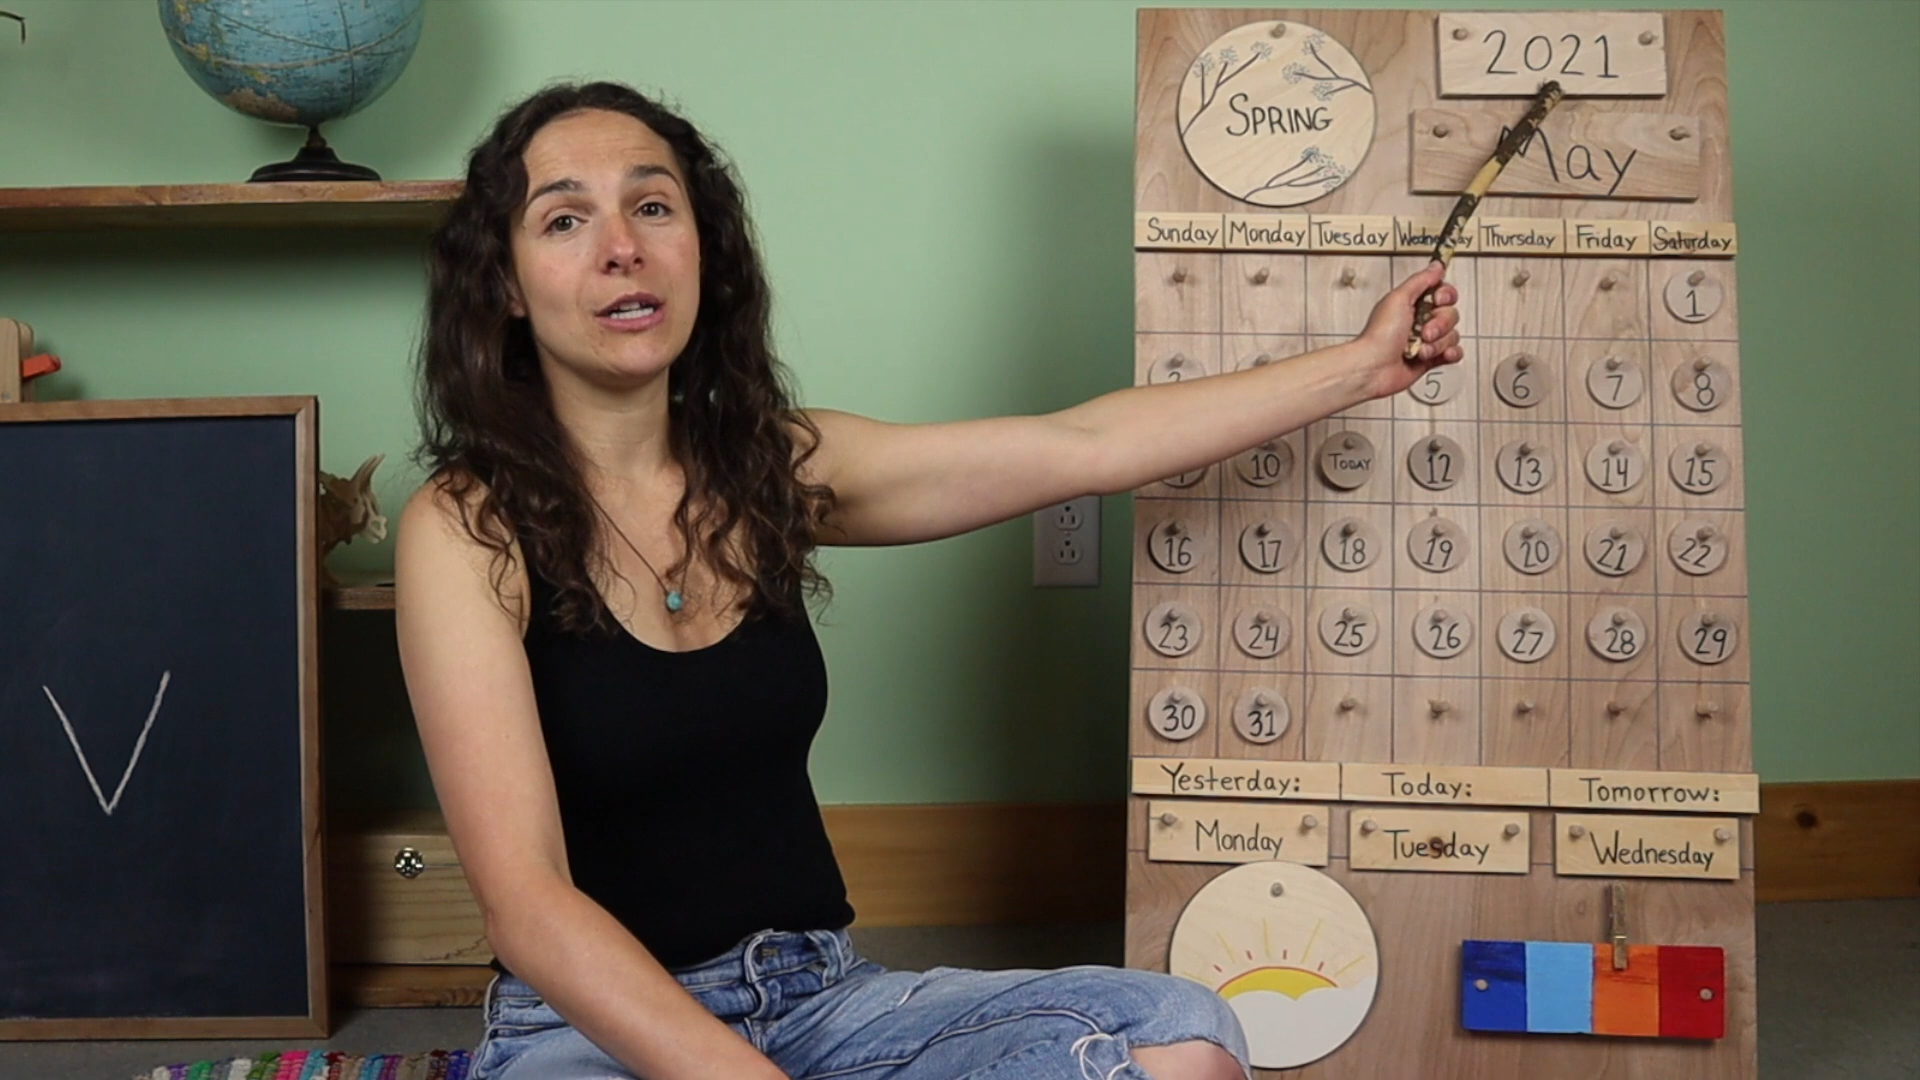 2021
SPRING
May
Sunday Monday Tuesday Wednesday Thursday Friday Saturday
1
5 6 7 8
10 TODAY 12 13 14 15
16 17 18 19 20 21 22
23 24 25 26 27 28 29
30 31
Yesterday: Today: Tomorrow:
Monday Tuesday Wednesday
V